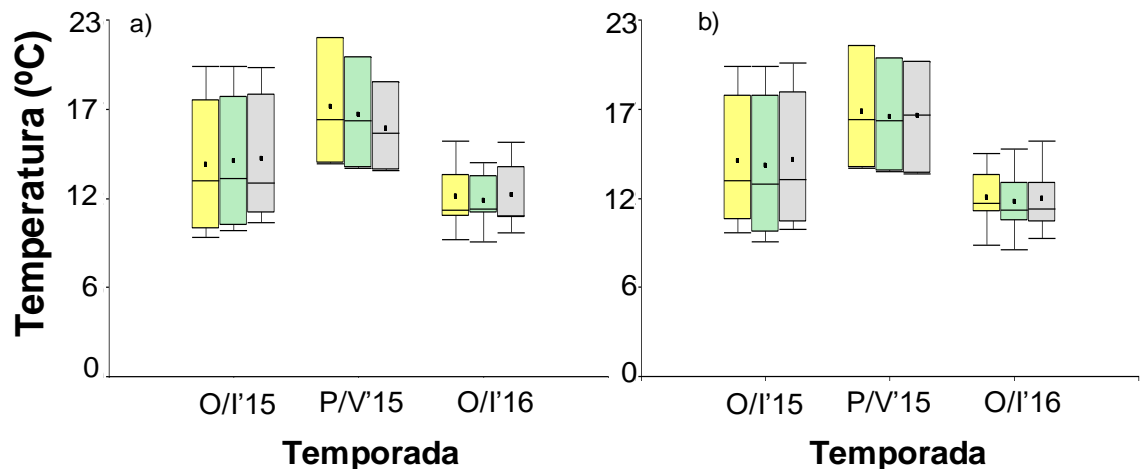 Temperatura (ºC)
a)
23
17
12
6
0
O/I’15 P/V’15 O/I’16
Temporada
b)
23
17
12
6
0
O/I’15 P/V’15 O/I’16
Temporada